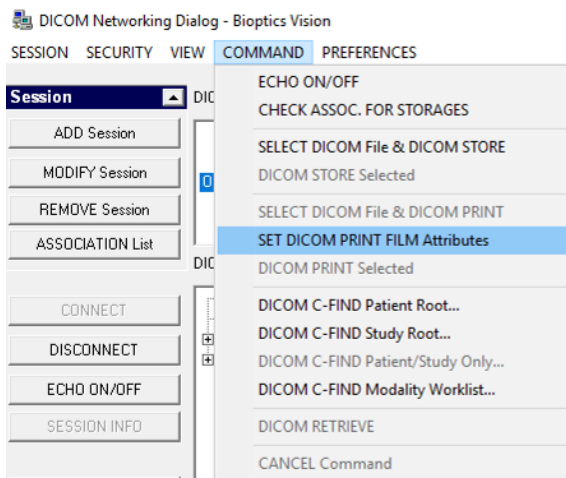 DICOM Networking Dialog - Bioptics Vision
SESSION SECURITY VIEW COMMAND PREFERENCES
Session
DIC
ADD Session
MODIFY Session
REMOVE Session
ASSOCIATION List
DIC
CONNECT
DISCONNECT
ECHO ON/OFF
SESSION INFO
ECHO ON/OFF
CHECK ASSOC. FOR STORAGES
SELECT DICOM File & DICOM STORE
DICOM STORE Selected
SELECT DICOM File & DICOM PRINT
SET DICOM PRINT FILM Attributes
DICOM PRINT Selected
DICOM C-FIND Patient Root...
DICOM C-FIND Study Root...
DICOM C-FIND Patient/Study Only...
DICOM C-FIND Modality Worklist...
DICOM RETRIEVE
CANCEL Command